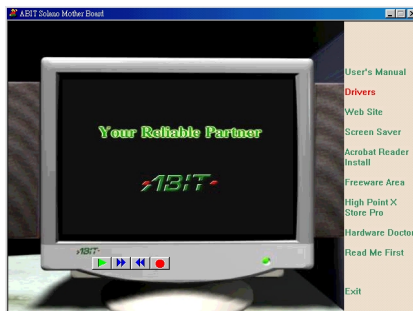 ABIT Solano Mother Board
User's Manual
Drivers
Your Reliable Partner
Web Site
Screen Saver
ABIT
Acrobat Reader
Install
Freeware Area
High Point X
Store Pro
Hardware Doctor
ABIT
Read Me First
Exit